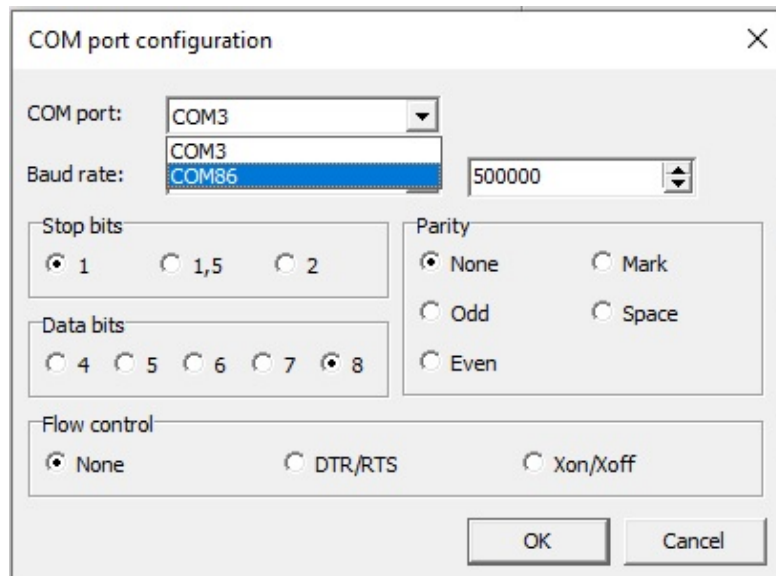 COM port configuration
COM port: COM3
COM3
COM86
Baud rate: 500000
Stop bits
1 1,5 2
Data bits
4 5 6 7 8
Parity
None Mark
Odd Space
Even
Flow control
None DTR/RTS Xon/Xoff
OK Cancel